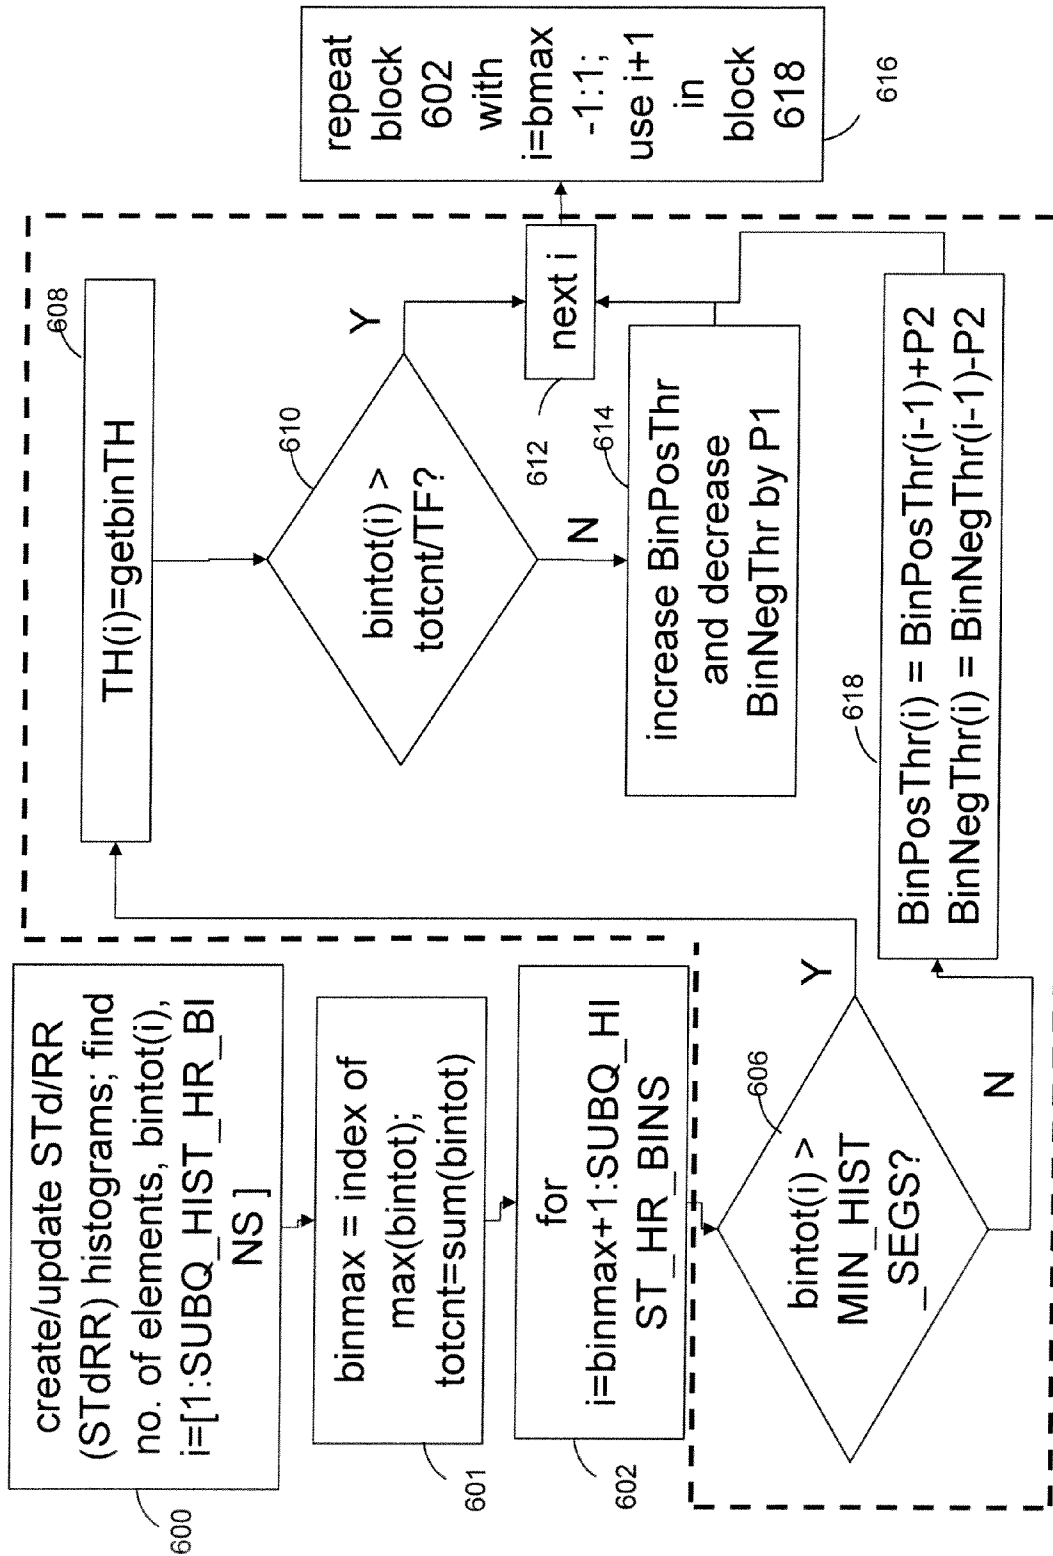 create/update STd/RR
(STdRR) histograms; find
no. of elements, bintot(i),
i=[1:SUBQ_HIST_HR_BI
NS ]
600
binmax = index of
max(bintot);
totcnt=sum(bintot)
601
for
i=binmax+1:SUBQ_HI
ST_HR_BINS
602
bintot(i) >
MIN_HIST
_SEGS?
606
Y
N
TH(i)=getbinTH
608
bintot(i) >
totcnt/TF?
610
Y
N
next i
612
increase BinPosThr
and decrease
BinNegThr by P1
614
BinPosThr(i) = BinPosThr(i-1)+P2
BinNegThr(i) = BinNegThr(i-1)-P2
618
repeat
block
602
with
i=bmax
-1:1;
use i+1
in
block
618
616